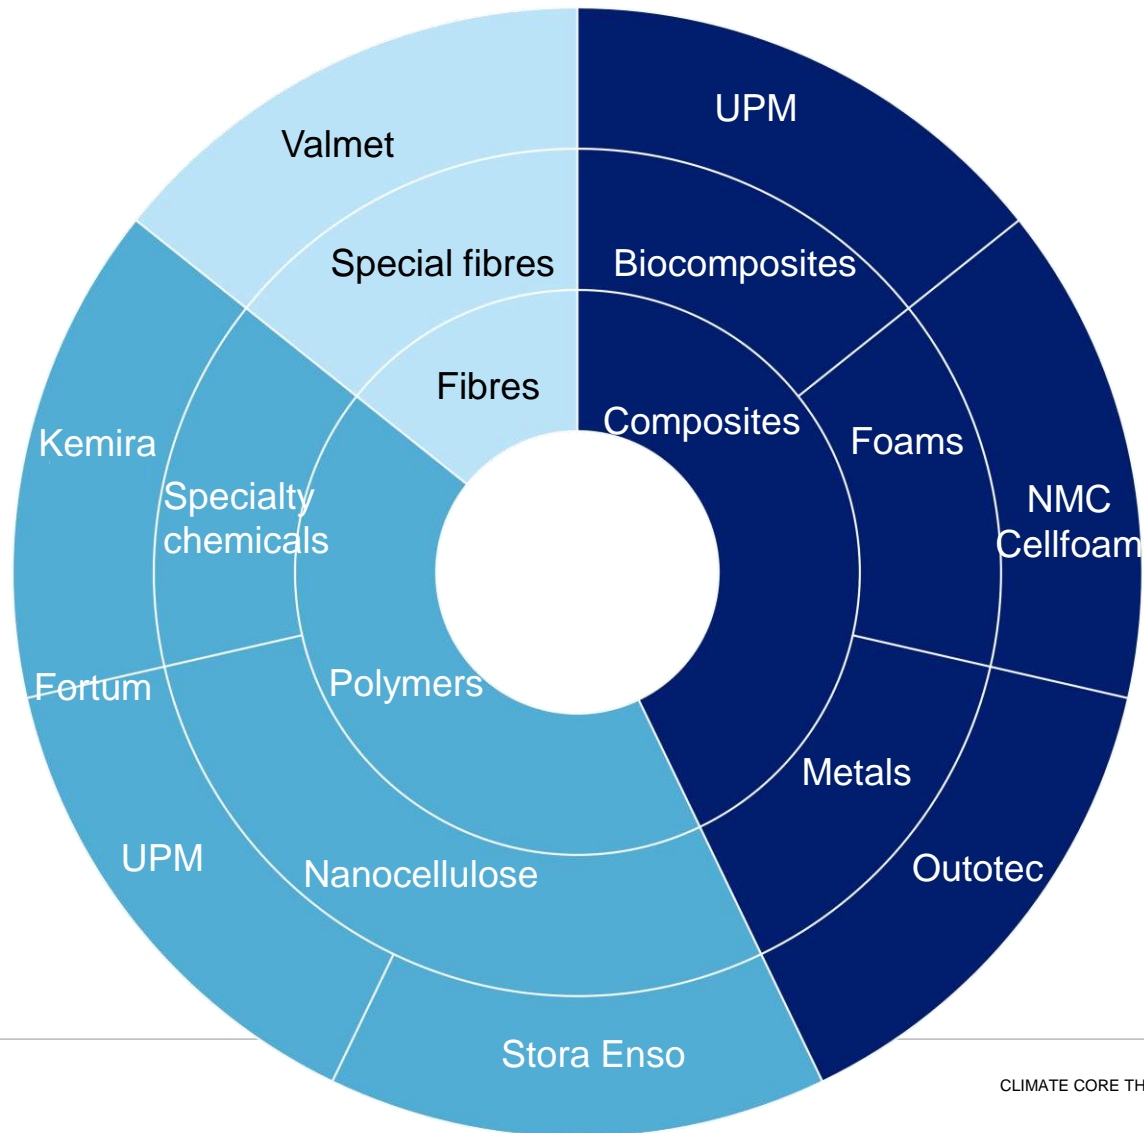 UPM
Valmet
Special fibres
Biocomposites
Fibres
Composites
Foams
Kemira
Specialty
chemicals
NMC
Cellfoam
Fortum
Polymers
Metals
UPM
Nanocellulose
Outotec
Stora Enso
CLIMATE CORE TH